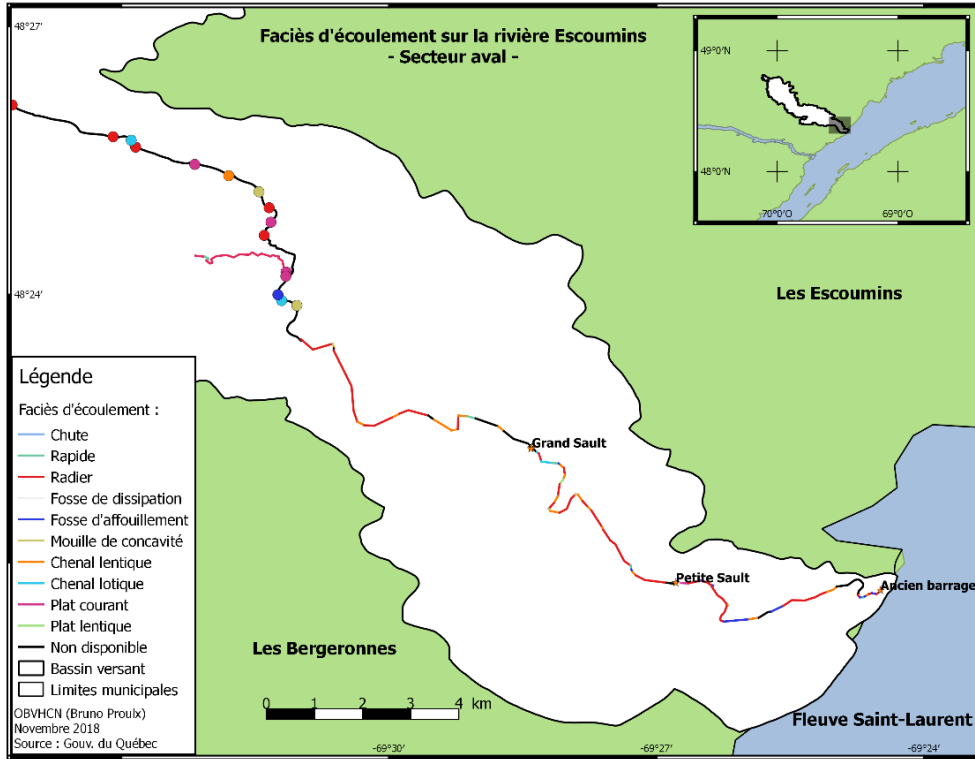 Faciès d'écoulement sur la rivière Escoumins
- Secteur aval -
48°27'
48°24'
49°0'N
48°0'N
70°0'O
69°0'O
Les Escoumins
Grand Sault
Petite Sault
Ancien barrage
Les Bergeronnes
Fleuve Saint-Laurent
0 1 2 3 4 km
-69°30
-69°27
-69°24
Légende
Faciès d'écoulement :
Chute
Rapide
Radier
Fosse de dissipation
Fosse d'affouillement
Mouille de concavité
Chenal lentique
Chenal lotique
Plat courant
Plat lentique
Non disponible
Bassin versant
Limites municipales
OBVHCN (Bruno Proulx)
Novembre 2018
Source : Gouv. du Québec